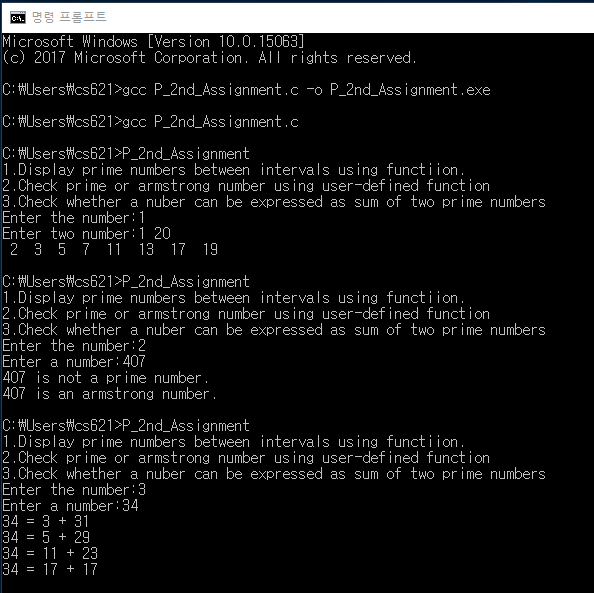 명령 프롬프트
Microsoft Windows [Version 10.0.15063]
(c) 2017 Microsoft Corporation. All rights reserved.
C:₩Users₩cs621>gcc P_2nd_Assignment.c -o P_2nd_Assignment.exe
C:₩Users₩cs621>gcc P_2nd_Assignment.c
C:₩Users₩cs621>P_2nd_Assignment
1.Display prime numbers between intervals using functiion.
2.Check prime or armstrong number using user-defined function
3.Check whether a nuber can be expressed as sum of two prime numbers
Enter the number:1
Enter two number:1 20
2 3 5 7 11 13 17 19
C:₩Users₩cs621>P_2nd_Assignment
1.Display prime numbers between intervals using functiion.
2.Check prime or armstrong number using user-defined function
3.Check whether a nuber can be expressed as sum of two prime numbers
Enter the number:2
Enter a number:407
407 is not a prime number.
407 is an armstrong number.
C:₩Users₩cs621>P_2nd_Assignment
1.Display prime numbers between intervals using functiion.
2.Check prime or armstrong number using user-defined function
3.Check whether a nuber can be expressed as sum of two prime numbers
Enter the number:3
Enter a number:34
34 = 3 + 31
34 = 5 + 29
34 = 11 + 23
34 = 17 + 17